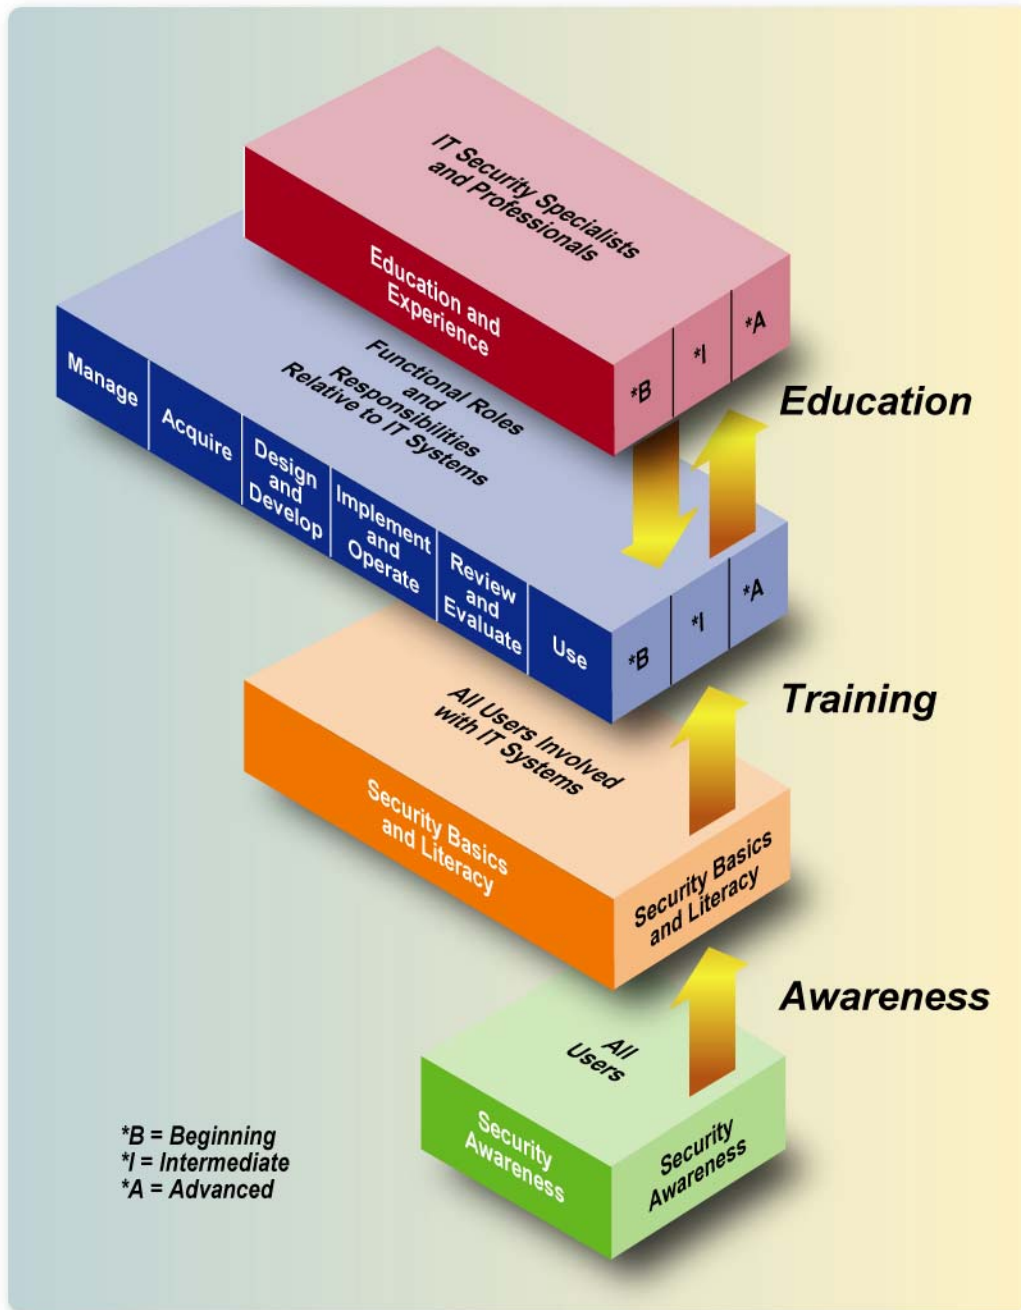 IT Security Specialists
and Professionals
Education and
Experience
*B
*I
*A
Education
Functional Roles
and
Responsibilities
Relative to IT Systems
Manage
Acquire
Design
and
Develop
Implement
and
Operate
Review
and
Evaluate
Use
*B
*I
*A
Training
All Users Involved
with IT Systems
Security Basics
and Literacy
Security Basics
and Literacy
Awareness
All
Users
Security
Awareness
Security
Awareness
*B = Beginning
*I = Intermediate
*A = Advanced